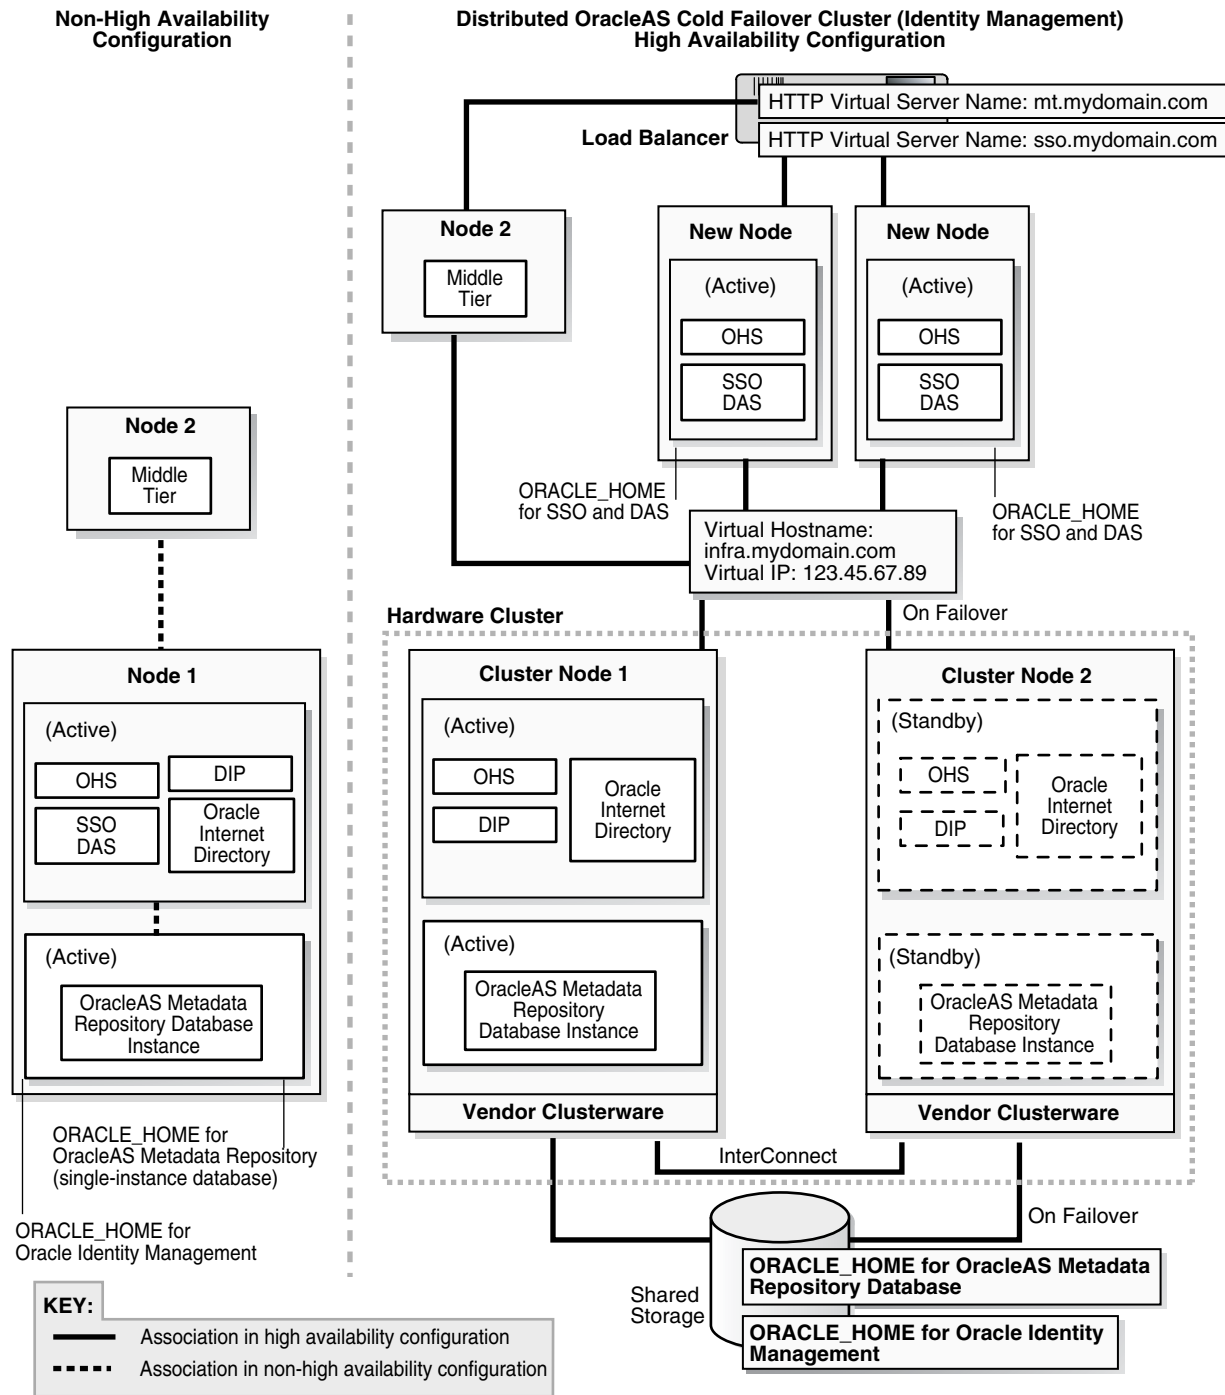 Non-High Availability
Configuration
Distributed OracleAS Cold Failover Cluster (Identity Management)
High Availability Configuration
HTTP Virtual Server Name: mt.mydomain.com
Load Balancer
HTTP Virtual Server Name: sso.mydomain.com
Node 2
Middle
Tier
New Node
(Active)
OHS
SSO
DAS
New Node
(Active)
OHS
SSO
DAS
Node 2
Middle
Tier
ORACLE_HOME
for SSO and DAS
ORACLE_HOME
for SSO and DAS
Virtual Hostname:
infra.mydomain.com
Virtual IP: 123.45.67.89
Hardware Cluster
On Failover
Node 1
(Active)
OHS
DIP
SSO
DAS
Oracle
Internet
Directory
(Active)
OracleAS Metadata
Repository Database
Instance
ORACLE_HOME for
OracleAS Metadata Repository
(single-instance database)
ORACLE_HOME for
Oracle Identity Management
Cluster Node 1
(Active)
OHS
DIP
Oracle
Internet
Directory
(Active)
OracleAS Metadata
Repository
Database Instance
Vendor Clusterware
Cluster Node 2
(Standby)
OHS
DIP
Oracle
Internet
Directory
(Standby)
OracleAS Metadata
Repository
Database Instance
Vendor Clusterware
InterConnect
On Failover
Shared
Storage
ORACLE_HOME for OracleAS Metadata
Repository Database
ORACLE_HOME for Oracle Identity
Management
KEY:
Association in high availability configuration
Association in non-high availability configuration